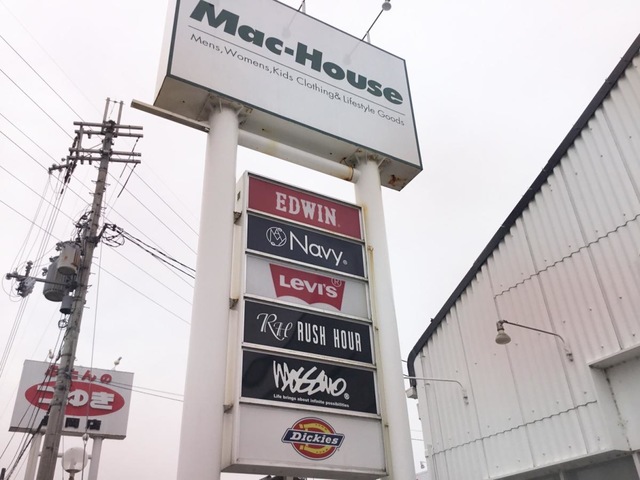 Mac-House
Mens,Womens,Kids Clothing& Lifestyle Goods
EDWIN
Navy
Levi's
RH RUSH HOUR
MOSSIMO
Life brings about infinite possibilities
Dickies
つゆき
店